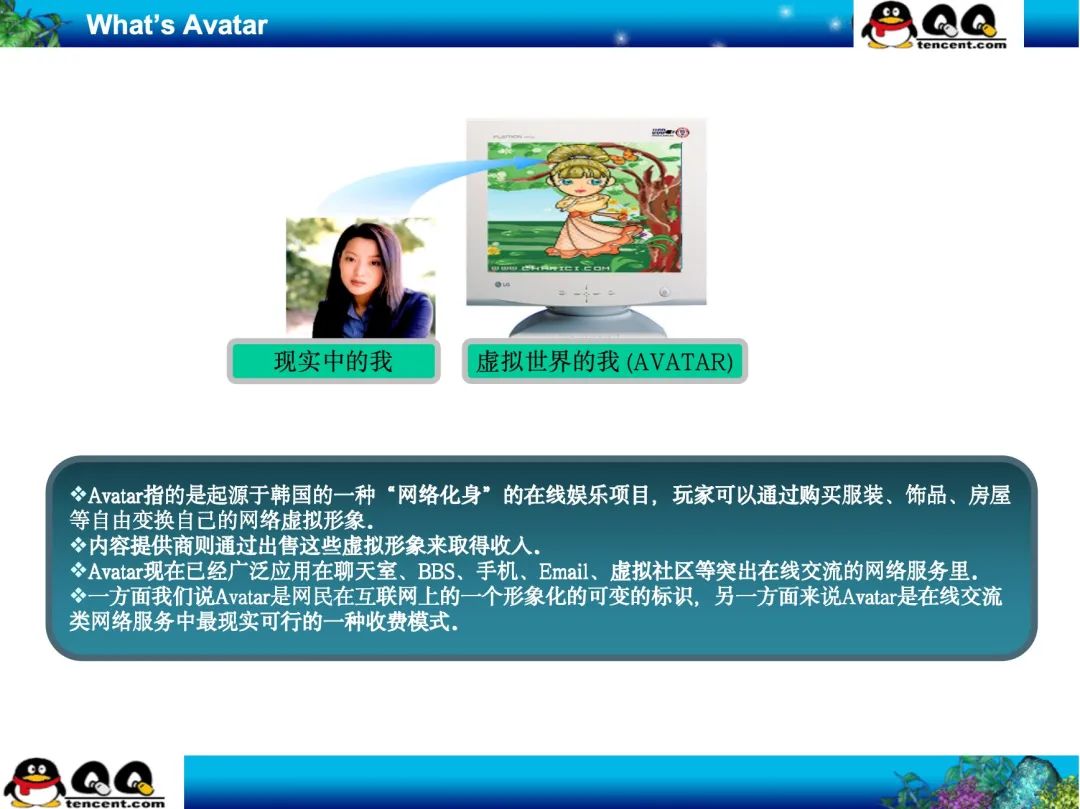 What's Avatar
QQ
tencent.com
WWW.CHARICI.COM
LG
现实中的我
虚拟世界的我 (AVATAR)
❖Avatar指的是起源于韩国的一种“网络化身”的在线娱乐项目，玩家可以通过购买服装、饰品、房屋
等自由变换自己的网络虚拟形象．
❖内容提供商则通过出售这些虚拟形象来取得收入．
❖Avatar现在已经广泛应用在聊天室、BBS、手机、Email、虚拟社区等突出在线交流的网络服务里．
❖一方面我们说Avatar是网民在互联网上的一个形象化的可变的标识，另一方面来说Avatar是在线交流
类网络服务中最现实可行的一种收费模式．
QQ
tencent.com